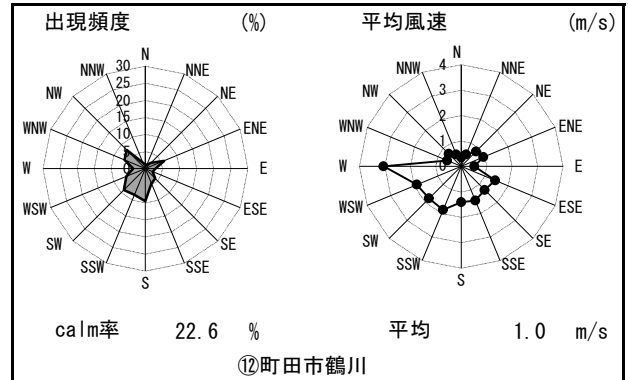 出現頻度 (%)
N
NNE
NE
ENE
E
ESE
SE
SSE
S
SSW
SW
WSW
W
WNW
NW
NNW
30
25
20
15
10
5
0
calm率 22.6 %
平均風速 (m/s)
N
NNE
NE
ENE
E
ESE
SE
SSE
S
SSW
SW
WSW
W
WNW
NW
NNW
4
3
2
1
0
平均 1.0 m/s
⑫町田市鶴川